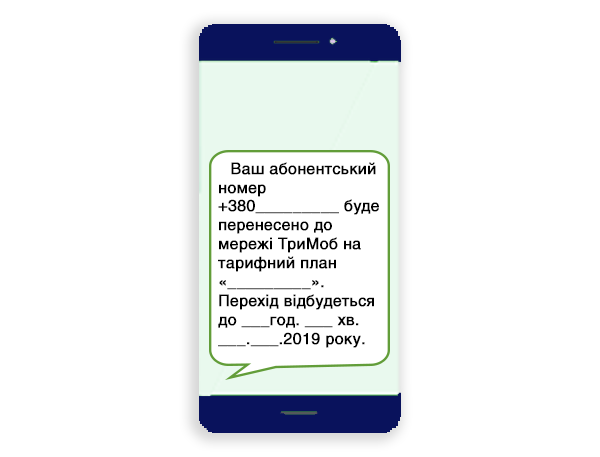 Ваш абонентський
номер
+380_________ буде
перенесено до
мережі ТриМоб на
тарифний план
«_________».
Перехід відбудеться
до ___год. ___ хв.
___.___.2019 року.